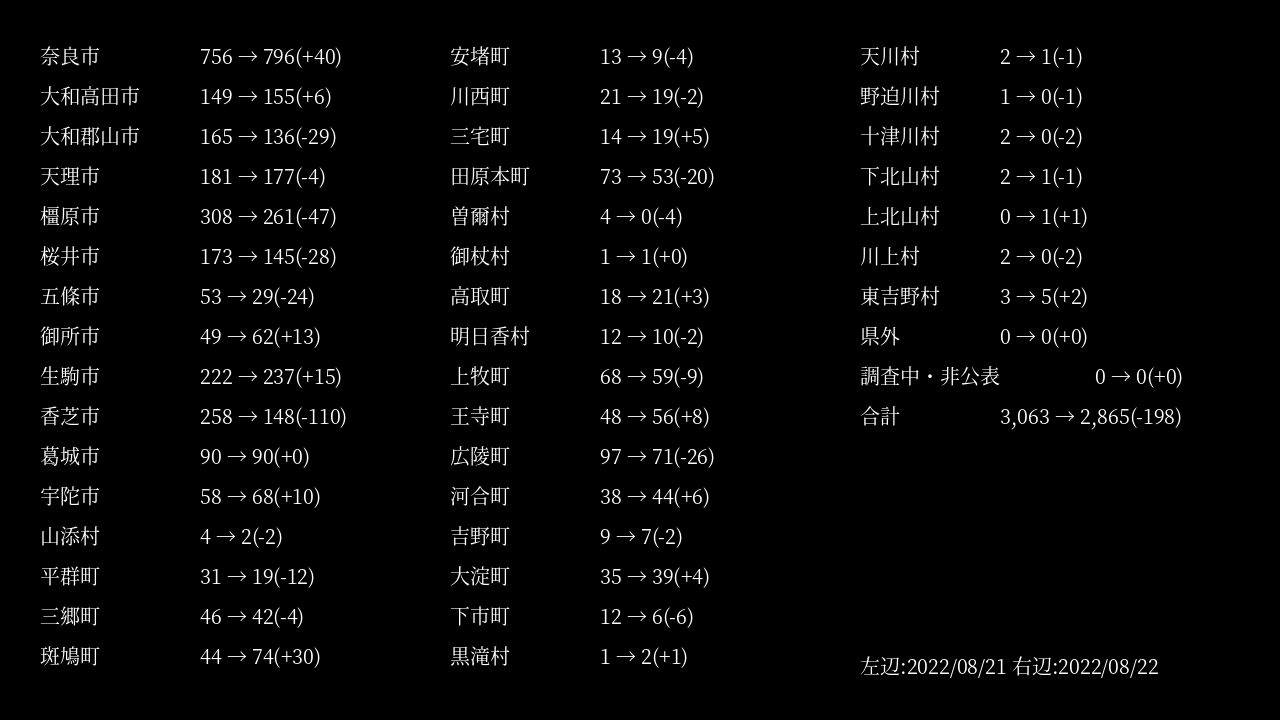 奈良市 756 → 796(+40)
大和高田市 149 → 155(+6)
大和郡山市 165 → 136(-29)
天理市 181 → 177(-4)
橿原市 308 → 261(-47)
桜井市 173 → 145(-28)
五條市 53 → 29(-24)
御所市 49 → 62(+13)
生駒市 222 → 237(+15)
香芝市 258 → 148(-110)
葛城市 90 → 90(+0)
宇陀市 58 → 68(+10)
山添村 4 → 2(-2)
平群町 31 → 19(-12)
三郷町 46 → 42(-4)
斑鳩町 44 → 74(+30)
安堵町 13 → 9(-4)
川西町 21 → 19(-2)
三宅町 14 → 19(+5)
田原本町 73 → 53(-20)
曽爾村 4 → 0(-4)
御杖村 1 → 1(+0)
高取町 18 → 21(+3)
明日香村 12 → 10(-2)
上牧町 68 → 59(-9)
王寺町 48 → 56(+8)
広陵町 97 → 71(-26)
河合町 38 → 44(+6)
吉野町 9 → 7(-2)
大淀町 35 → 39(+4)
下市町 12 → 6(-6)
黒滝村 1 → 2(+1)
天川村 2 → 1(-1)
野迫川村 1 → 0(-1)
十津川村 2 → 0(-2)
下北山村 2 → 1(-1)
上北山村 0 → 1(+1)
川上村 2 → 0(-2)
東吉野村 3 → 5(+2)
県外 0 → 0(+0)
調査中・非公表 0 → 0(+0)
合計 3,063 → 2,865(-198)
左辺:2022/08/21 右辺:2022/08/22